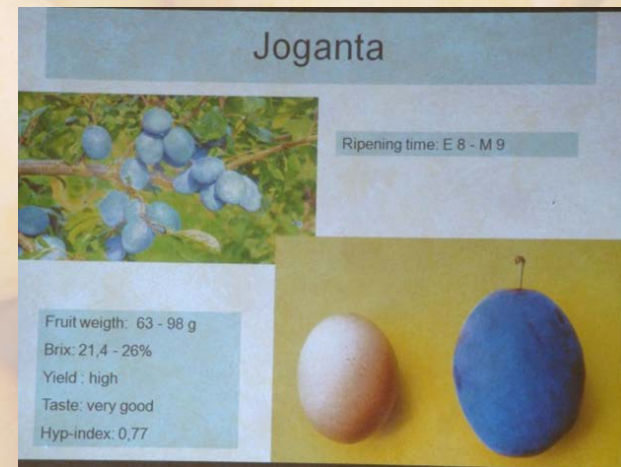 Joganta
Ripening time: E 8 - M 9
Fruit weigth: 63 - 98 g
Brix: 21,4 - 26%
Yield : high
Taste: very good
Hyp-index: 0,77